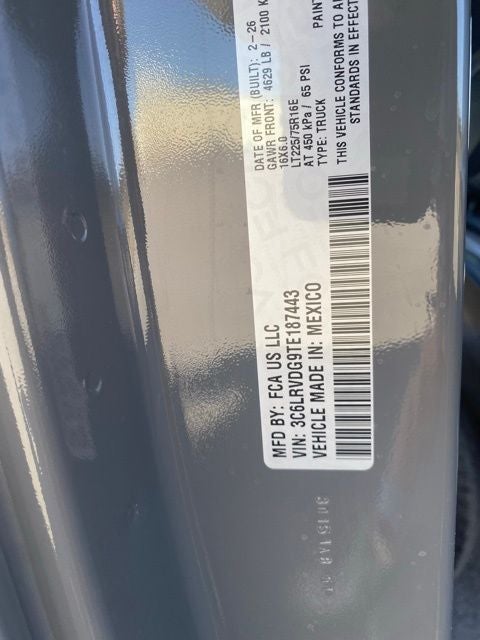 MFD BY: FCA US LLC
DATE OF MFR (BUILT): 2-26
GAWR FRONT: 4629 LB / 2100 K
16X6.0
LT225/75R16E
AT 450 kPa / 65 PSI
TYPE: TRUCK
PAIN
VIN: 3C6LRVDG9TE187443
VEHICLE MADE IN: MEXICO
THIS VEHICLE CONFORMS TO A
STANDARDS IN EFFECT